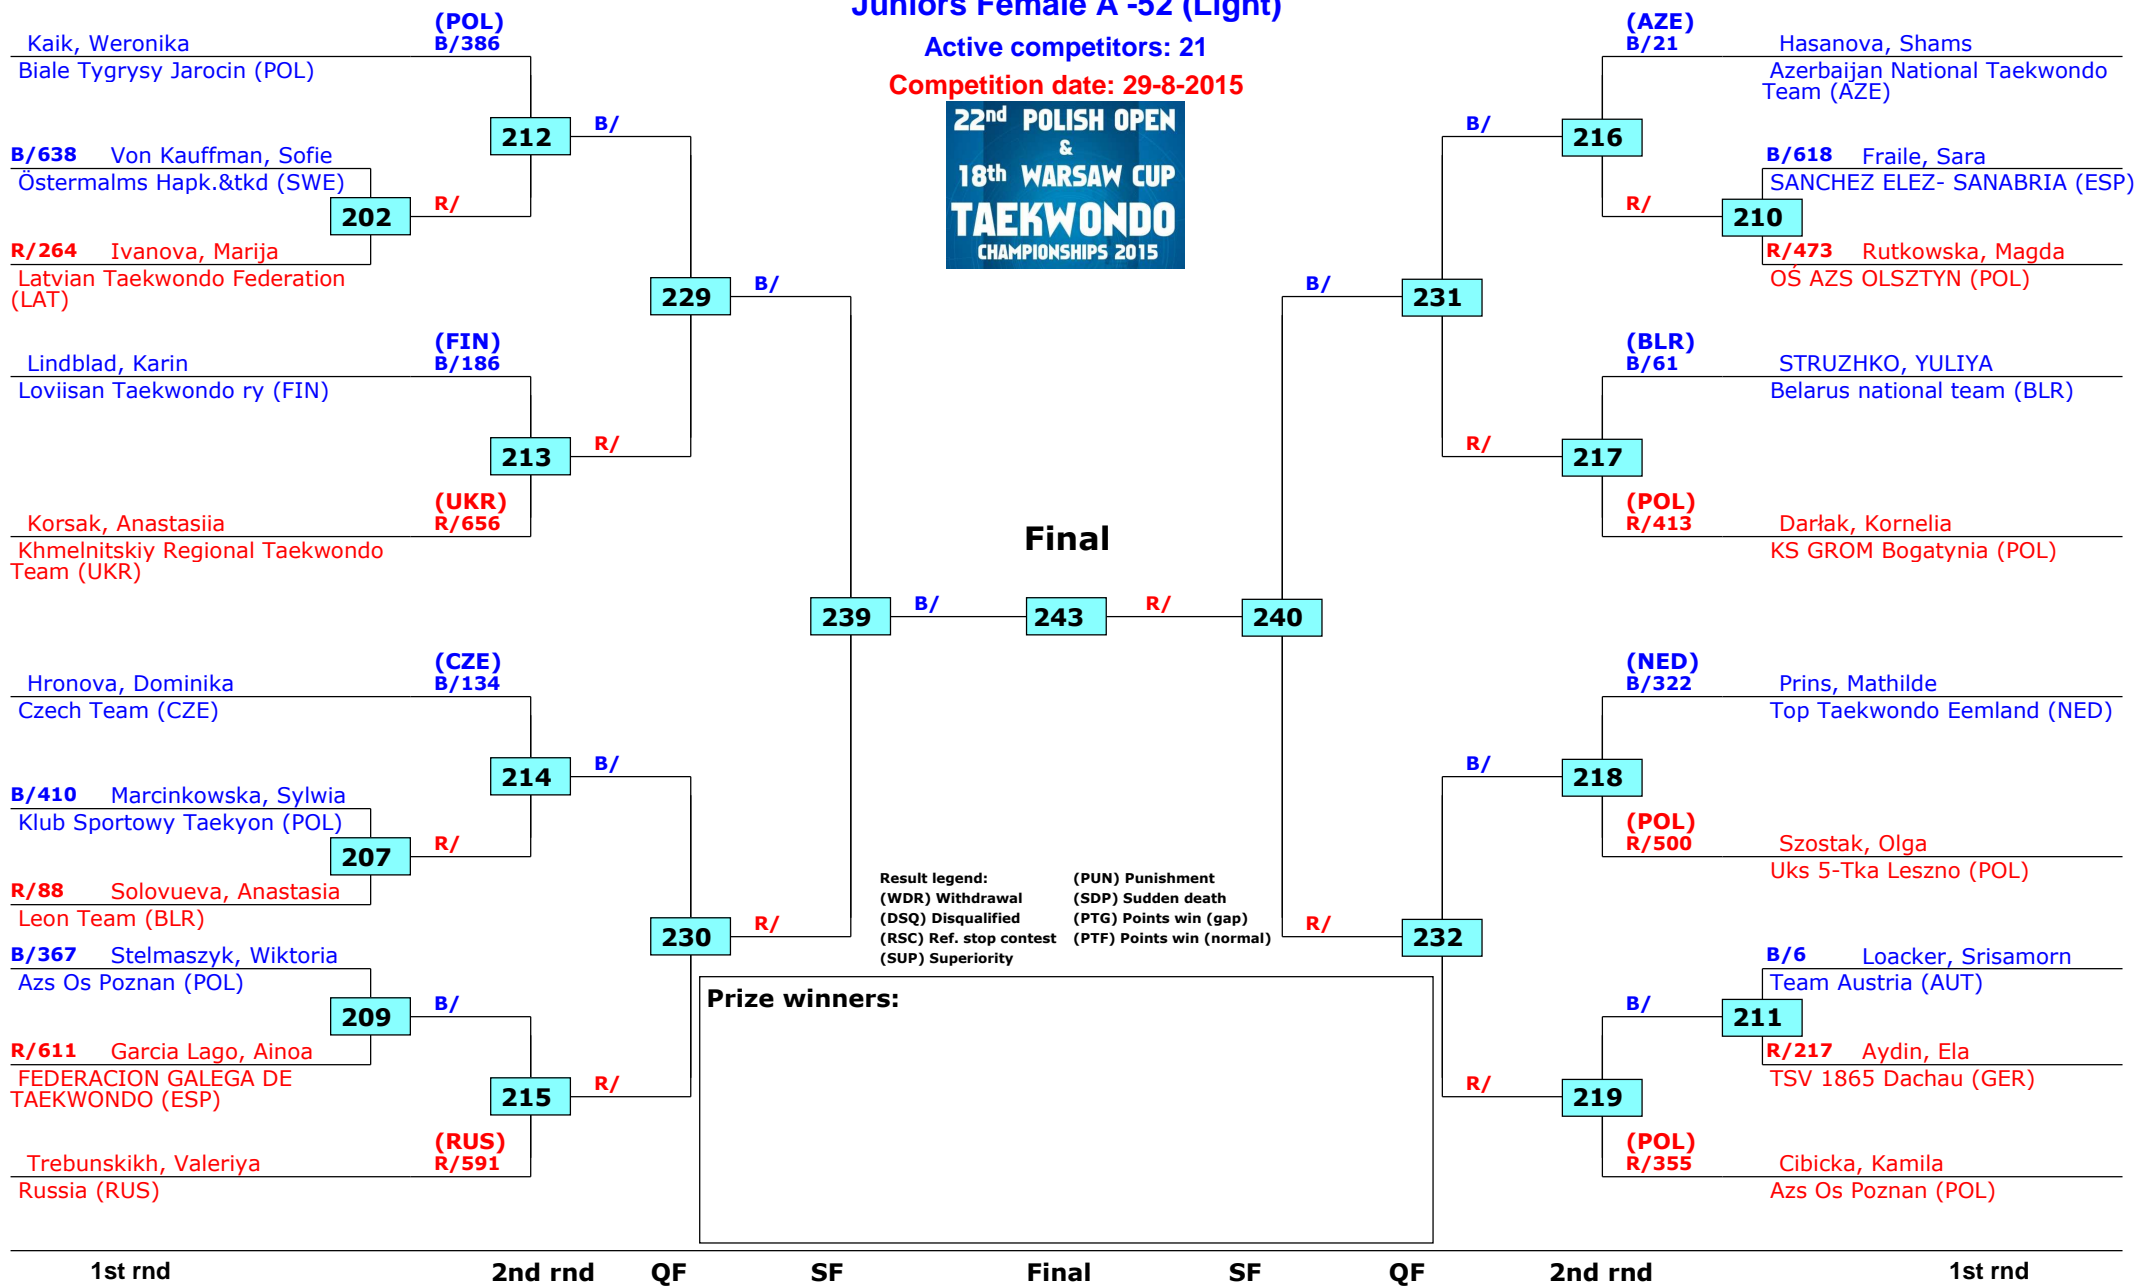 Juniors Female A -52 (Light)
Active competitors: 21
Competition date: 29-8-2015
22nd POLISH OPEN
&
18th WARSAW CUP
TAEKWONDO
CHAMPIONSHIPS 2015
(POL)
Kaik, Weronika B/386
Biale Tygrysy Jarocin (POL)
212 B/
B/638 Von Kauffman, Sofie
Östermalms Hapk.&tkd (SWE)
202 R/
R/264 Ivanova, Marija
Latvian Taekwondo Federation
(LAT)
229 B/
(FIN)
Lindblad, Karin B/186
Loviisan Taekwondo ry (FIN)
213 R/
(UKR)
Korsak, Anastasiia R/656
Khmelnitskiy Regional Taekwondo
Team (UKR)
239 B/
(CZE)
Hronova, Dominika B/134
Czech Team (CZE)
214 B/
B/410 Marcinkowska, Sylwia
Klub Sportowy Taekyon (POL)
207 R/
R/88 Solovueva, Anastasia
Leon Team (BLR)
230 R/
B/367 Stelmaszyk, Wiktoria
Azs Os Poznan (POL)
209 B/
R/611 Garcia Lago, Ainoa
FEDERACION GALEGA DE
TAEKWONDO (ESP)
215 R/
(RUS)
Trebunskikh, Valeriya R/591
Russia (RUS)
Final
243
(AZE)
B/21 Hasanova, Shams
Azerbaijan National Taekwondo
Team (AZE)
B/ 216
B/618 Fraile, Sara
SANCHEZ ELEZ- SANABRIA (ESP)
R/ 210
R/473 Rutkowska, Magda
OŚ AZS OLSZTYN (POL)
B/ 231
(BLR)
B/61 STRUZHKO, YULIYA
Belarus national team (BLR)
R/ 217
(POL)
R/413 Darłak, Kornelia
KS GROM Bogatynia (POL)
R/ 240
(NED)
B/322 Prins, Mathilde
Top Taekwondo Eemland (NED)
B/ 218
(POL)
R/500 Szostak, Olga
Uks 5-Tka Leszno (POL)
R/ 232
B/6 Loacker, Srisamorn
Team Austria (AUT)
B/ 211
R/217 Aydin, Ela
TSV 1865 Dachau (GER)
R/ 219
(POL)
R/355 Cibicka, Kamila
Azs Os Poznan (POL)
Result legend: (PUN) Punishment
(WDR) Withdrawal (SDP) Sudden death
(DSQ) Disqualified (PTG) Points win (gap)
(RSC) Ref. stop contest (PTF) Points win (normal)
(SUP) Superiority
Prize winners:
1st rnd 2nd rnd QF SF Final SF QF 2nd rnd 1st rnd